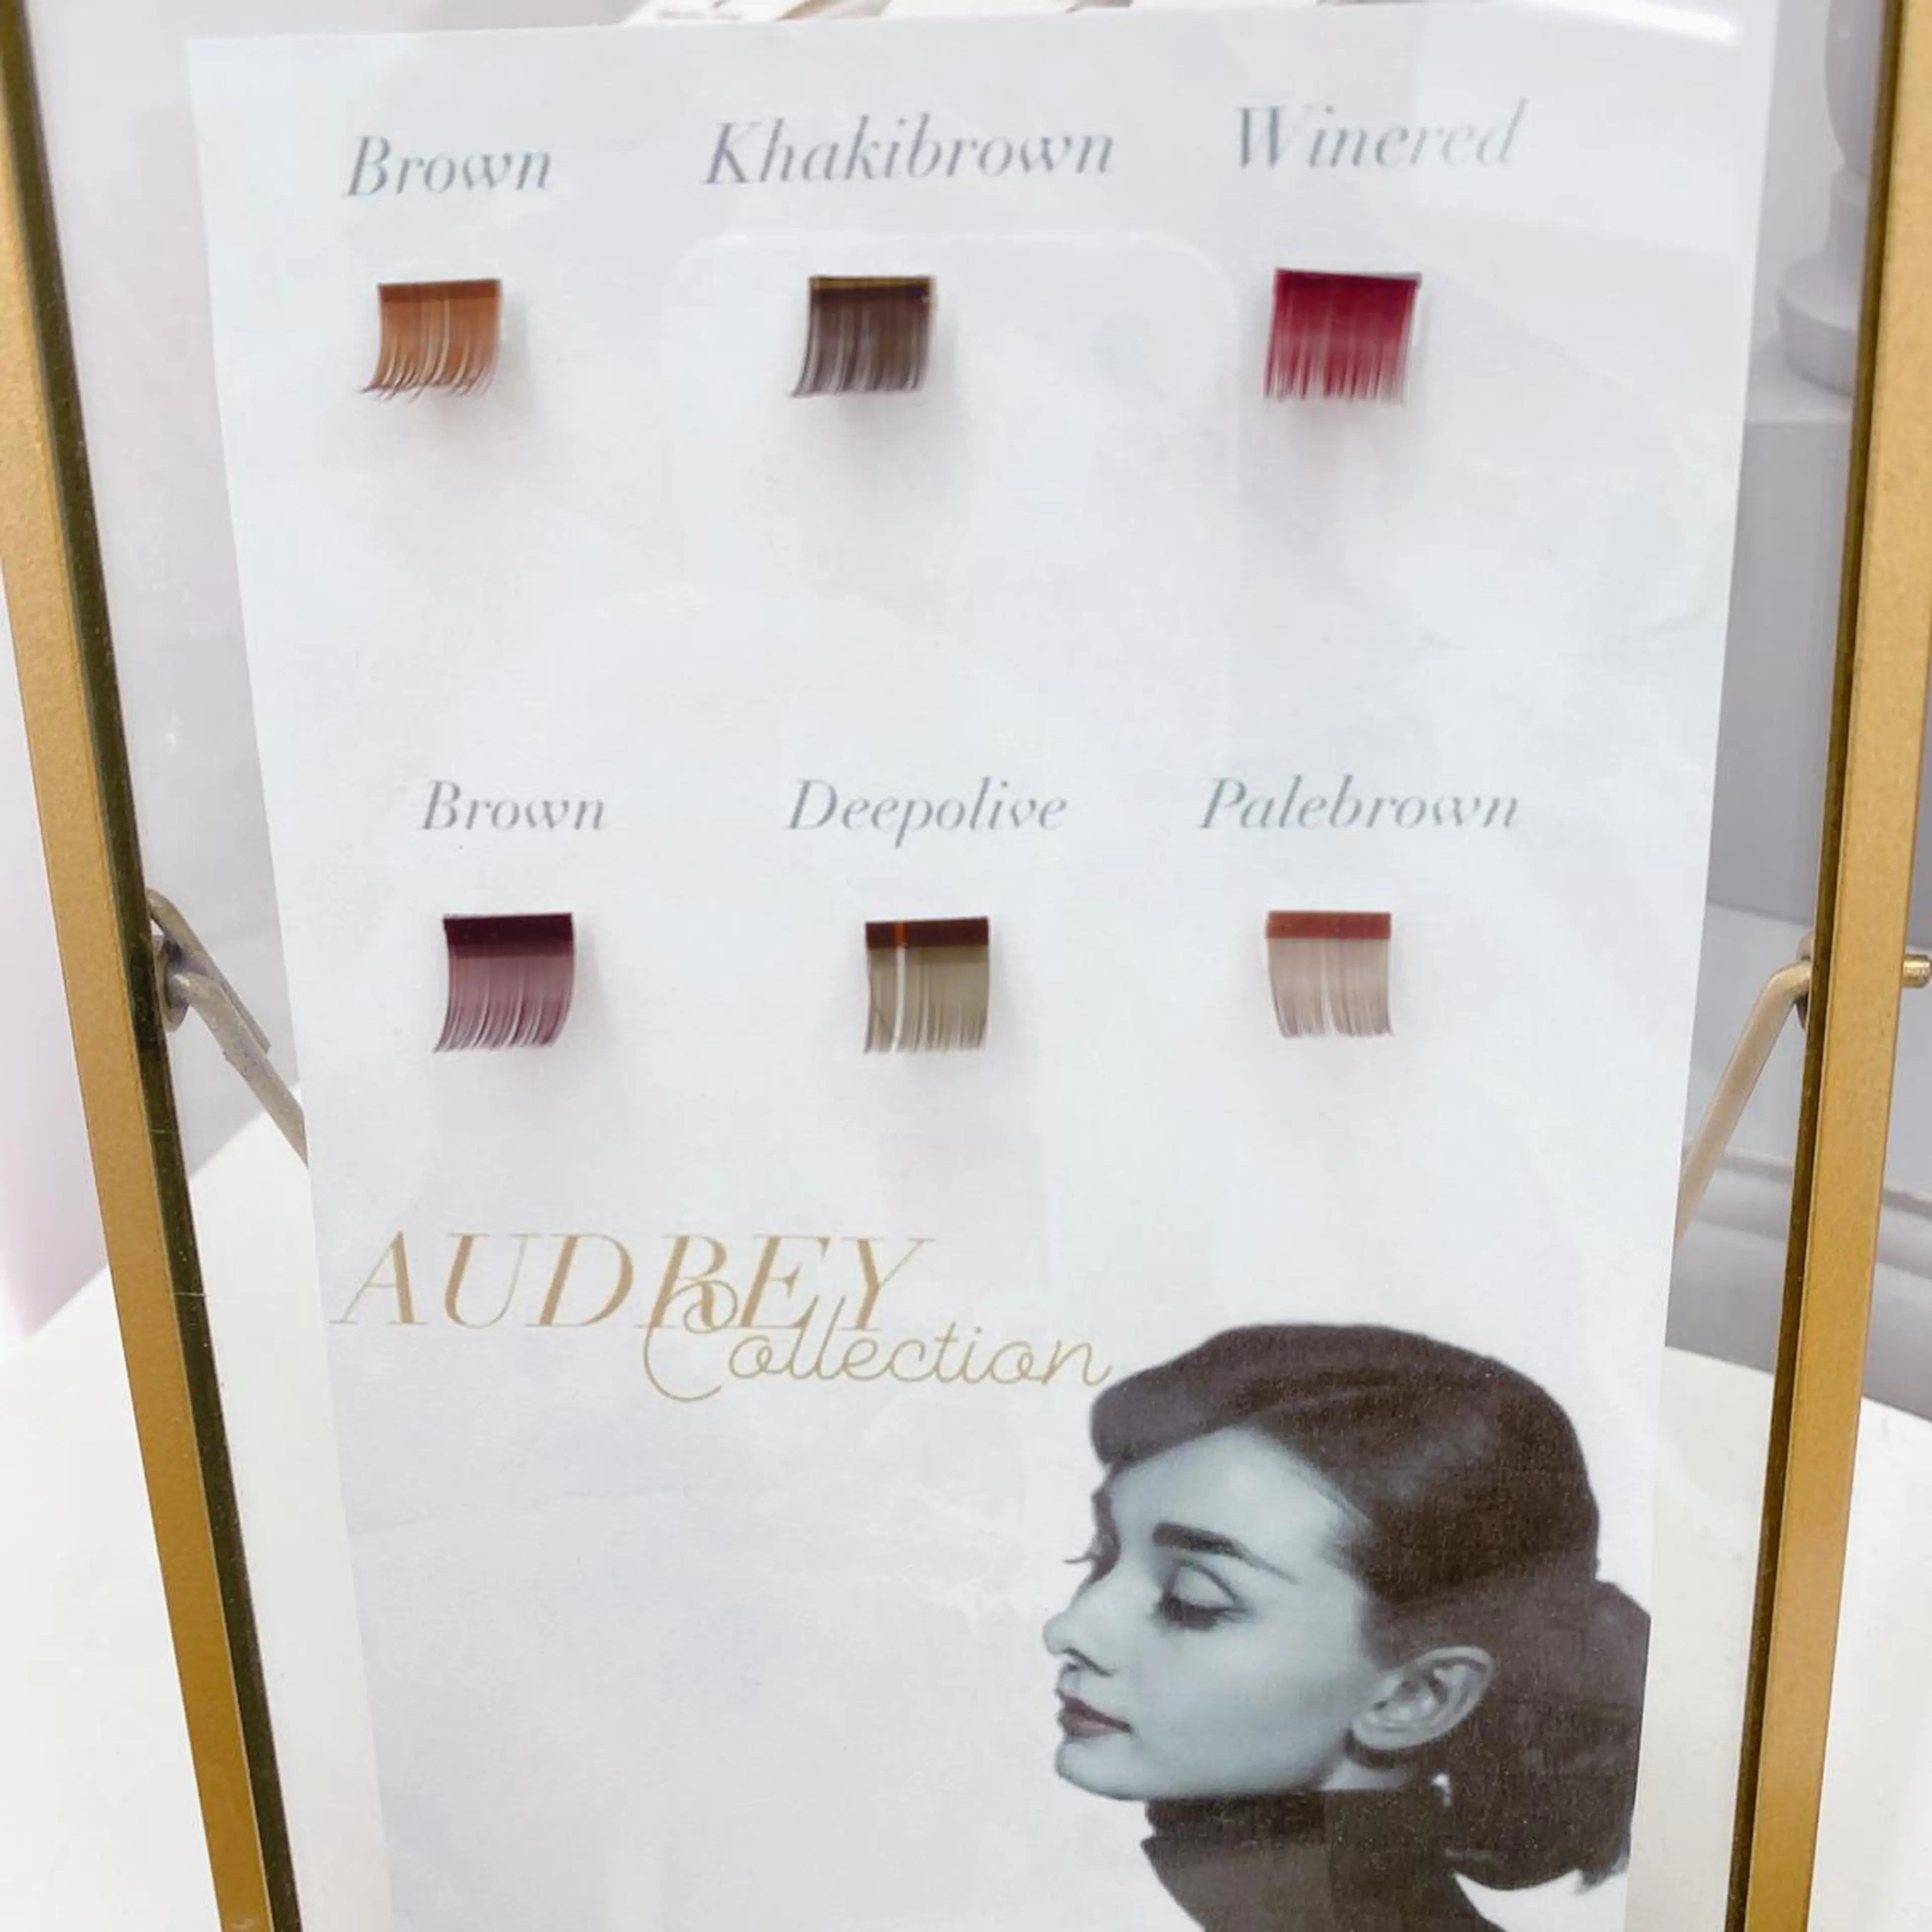 Brown Khakibrown Winered
Brown Deepolive Palebrown
AUDREY
Collection